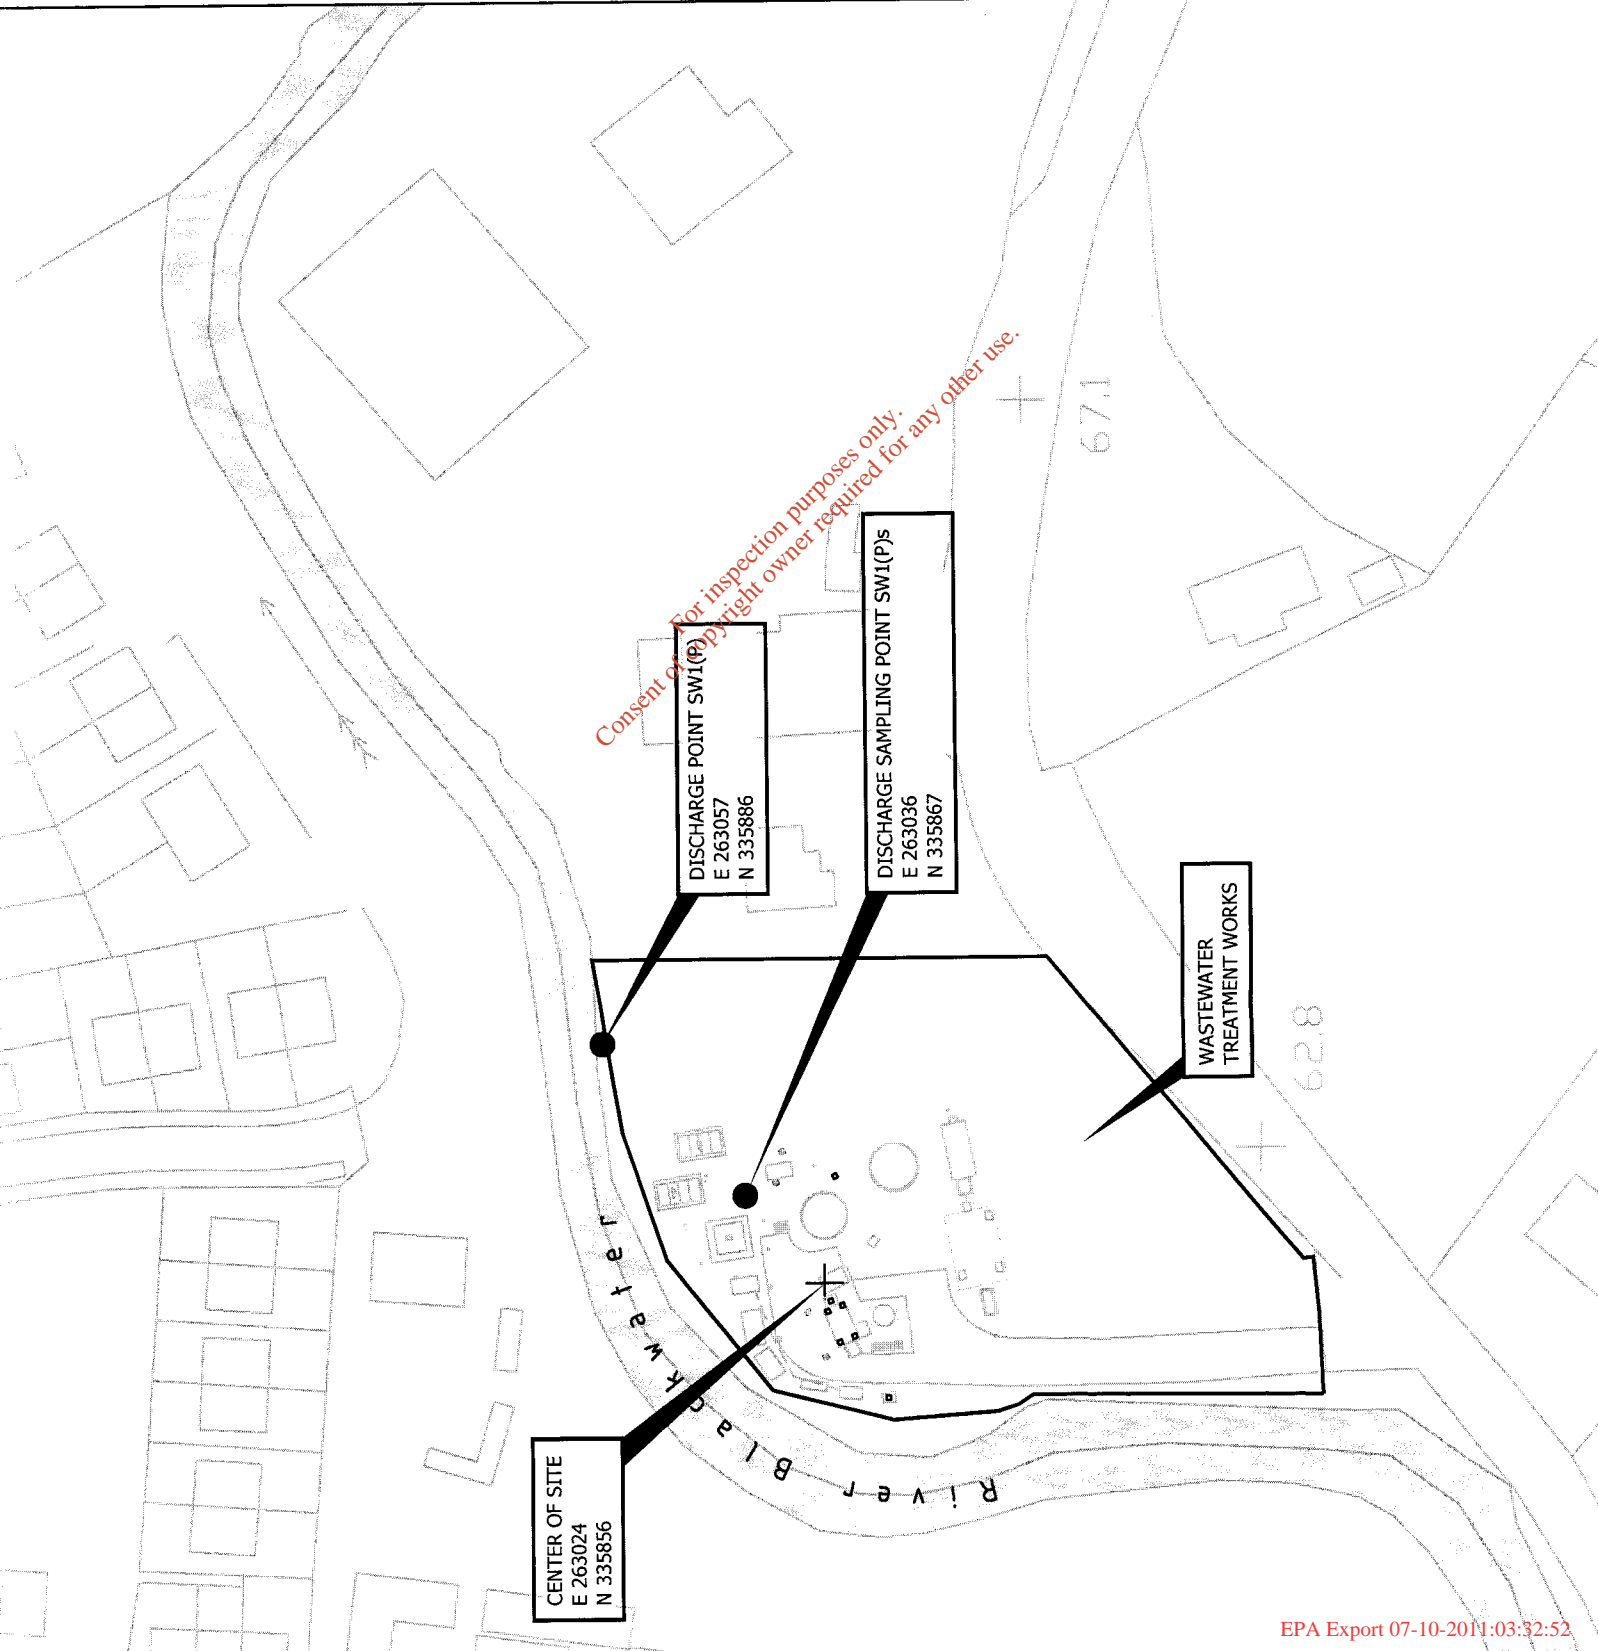 DISCHARGE POINT SW1(P)
E 263057
N 335886
DISCHARGE SAMPLING POINT SW1(P)s
E 263036
N 335867
WASTEWATER
TREATMENT WORKS
CENTER OF SITE
E 263024
N 335856
River Blackwater
67.1
62.8
For inspection purposes only.
Consent of copyright owner required for any other use.
EPA Export 07-10-2011:03:32:52